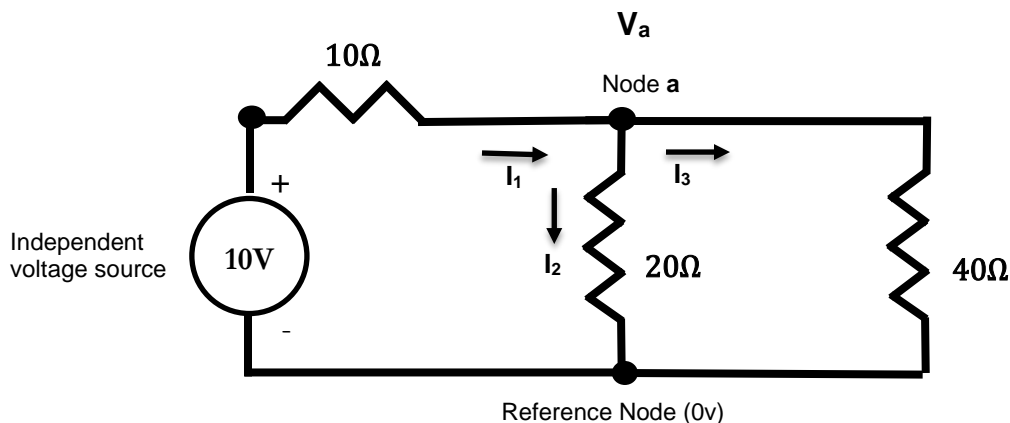 Vₐ
10Ω
Node a
+
I₁
I₃
Independent
voltage source
10V
I₂
20Ω
40Ω
-
Reference Node (0v)